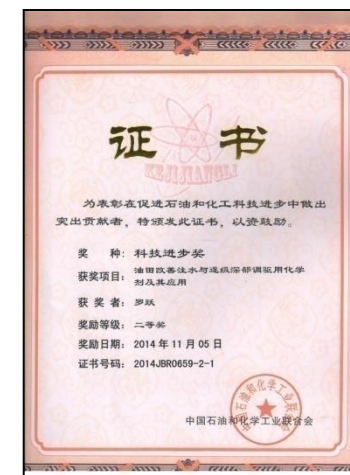 证 书
KEJIJIANGLI
为表彰在促进石油和化工科技进步中做出
突出贡献者，特颁发此证书，以资鼓励。
奖 种：科技进步奖
获奖项目：油田改善注水与逐级深部调驱用化学
剂及其应用
获 奖 者：罗跃
奖励等级：二等奖
奖励日期：2014 年 11 月 05 日
证书号码：2014JBR0659-2-1
中国石油和化学工业联合会